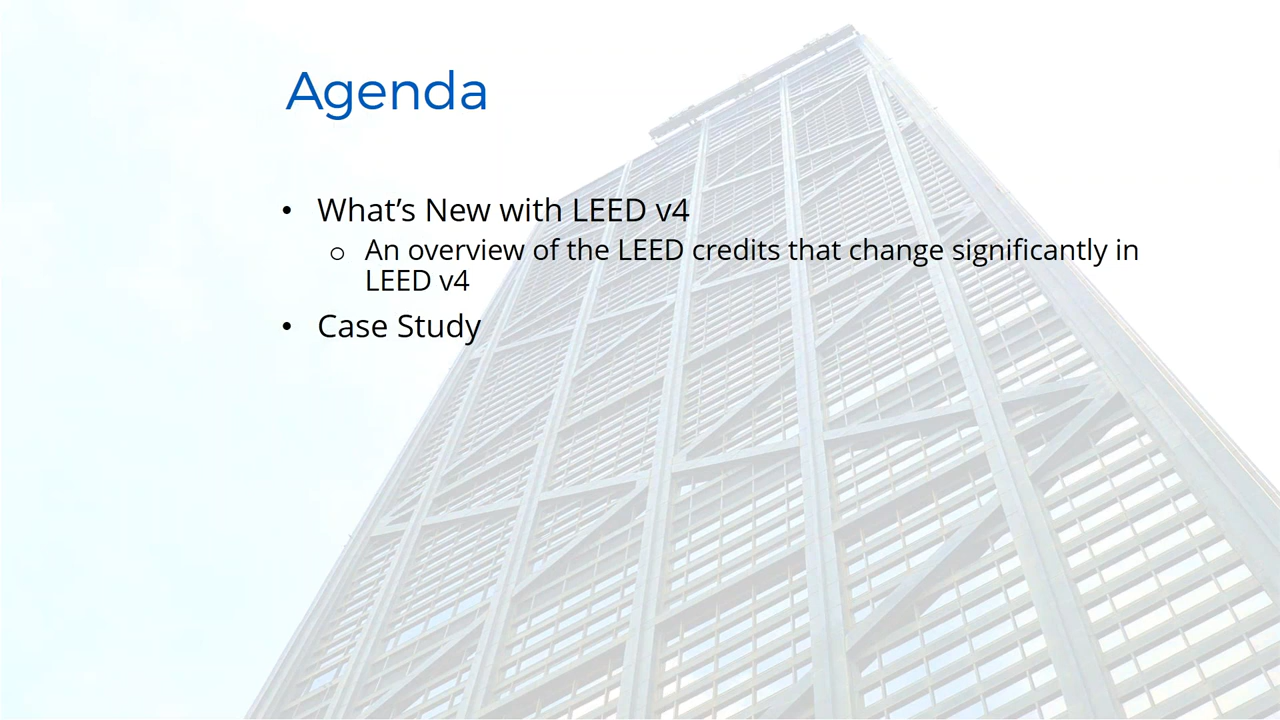 Agenda
• What’s New with LEED v4
o An overview of the LEED credits that change significantly in
LEED v4
• Case Study